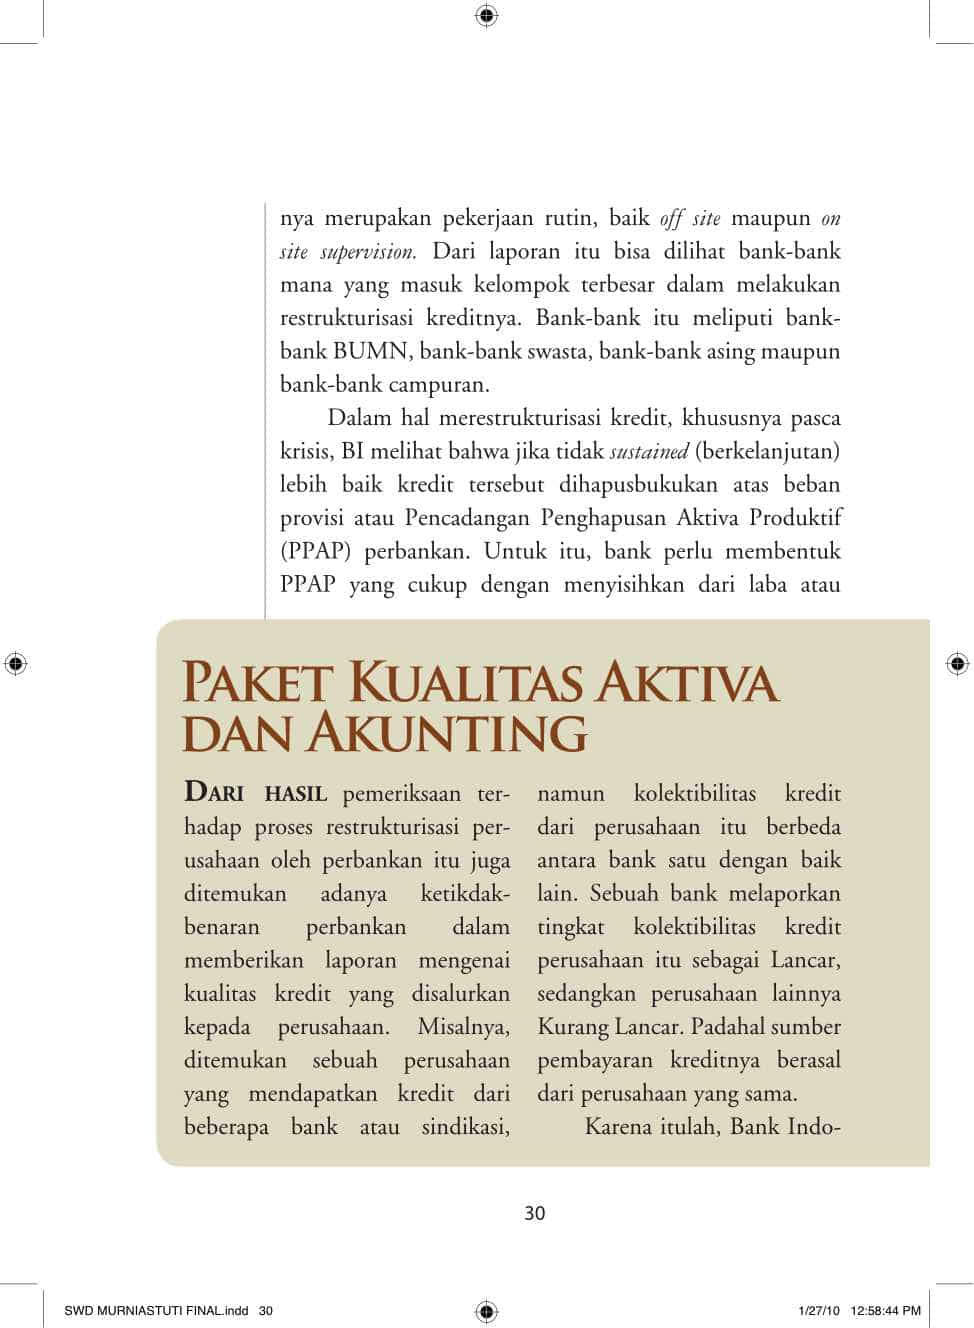 nya merupakan pekerjaan rutin, baik off site maupun on
site supervision. Dari laporan itu bisa dilihat bank-bank
mana yang masuk kelompok terbesar dalam melakukan
restrukturisasi kreditnya. Bank-bank itu meliputi bank-
bank BUMN, bank-bank swasta, bank-bank asing maupun
bank-bank campuran.
Dalam hal merestrukturisasi kredit, khususnya pasca
krisis, BI melihat bahwa jika tidak sustained (berkelanjutan)
lebih baik kredit tersebut dihapusbukukan atas beban
provisi atau Pencadangan Penghapusan Aktiva Produktif
(PPAP) perbankan. Untuk itu, bank perlu membentuk
PPAP yang cukup dengan menyisihkan dari laba atau
PAKET KUALITAS AKTIVA
DAN AKUNTING
DARI HASIL pemeriksaan ter-
hadap proses restrukturisasi per-
usahaan oleh perbankan itu juga
ditemukan adanya ketikdak-
benaran perbankan dalam
memberikan laporan mengenai
kualitas kredit yang disalurkan
kepada perusahaan. Misalnya,
ditemukan sebuah perusahaan
yang mendapatkan kredit dari
beberapa bank atau sindikasi,
namun kolektibilitas kredit
dari perusahaan itu berbeda
antara bank satu dengan baik
lain. Sebuah bank melaporkan
tingkat kolektibilitas kredit
perusahaan itu sebagai Lancar,
sedangkan perusahaan lainnya
Kurang Lancar. Padahal sumber
pembayaran kreditnya berasal
dari perusahaan yang sama.
Karena itulah, Bank Indo-
30
SWD MURNIASTUTI FINAL.indd 30
1/27/10 12:58:44 PM